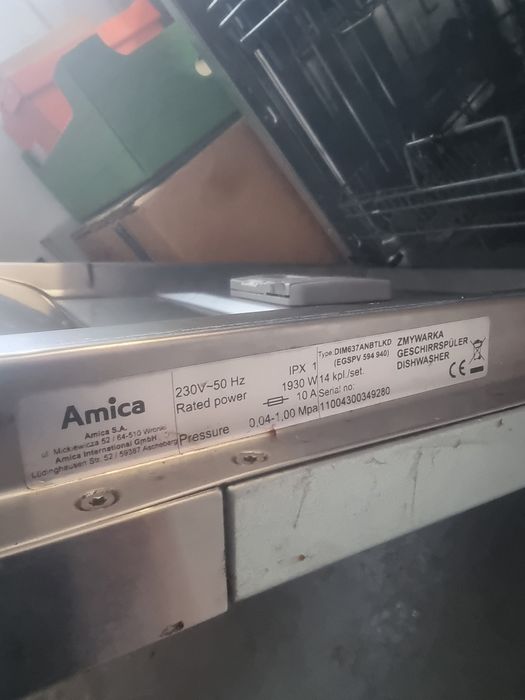 Amica
Amica S.A.
ul. Mickiewicza 52 / 64-510 Wronki
Amica International GmbH
Lüdinghausen Str. 52 / 59387 Ascheberg
230V~50 Hz
IPX 1
Rated power
1930 W
10 A
Pressure
0,04-1,00 Mpa
Type:DIM637ANBTLKD
(EGSPV 594 940)
14 kpl./set.
Serial no:
11004300349280
ZMYWARKA
GESCHIRRSPÜLER
DISHWASHER
CE